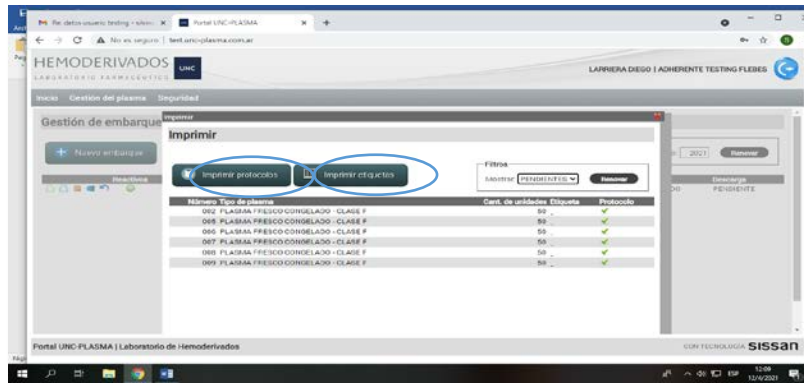 Re: datos usuario testing -
Portal UNC-PLASMA
No es seguro | test.unc-plasma.com.ar
HEMODERIVADOS
LABORATORIO FARMACÉUTICO
UNC
LARRIERA DIEGO | ADHERENTE TESTING FLEBES
Inicio Gestión del plasma Seguridad
Gestión de embarque
imprimir
Imprimir
Nuevo embarque
2021 Renovar
Imprimir protocolos
Imprimir etiquetas
Filtros
Mostrar PENDIENTES Renovar
Reactivos
Descarga
PENDIENTE
Número Tipo de plasma Cant. de unidades Etiqueta Protocolo
002 PLASMA FRESCO CONGELADO - CLASE F 50
005 PLASMA FRESCO CONGELADO - CLASE F 50
006 PLASMA FRESCO CONGELADO - CLASE F 50
007 PLASMA FRESCO CONGELADO - CLASE F 50
008 PLASMA FRESCO CONGELADO - CLASE F 50
009 PLASMA FRESCO CONGELADO - CLASE F 50
Portal UNC-PLASMA | Laboratorio de Hemoderivados
CON TECNOLOGÍA sissan
ESP
12:09
12/4/2021